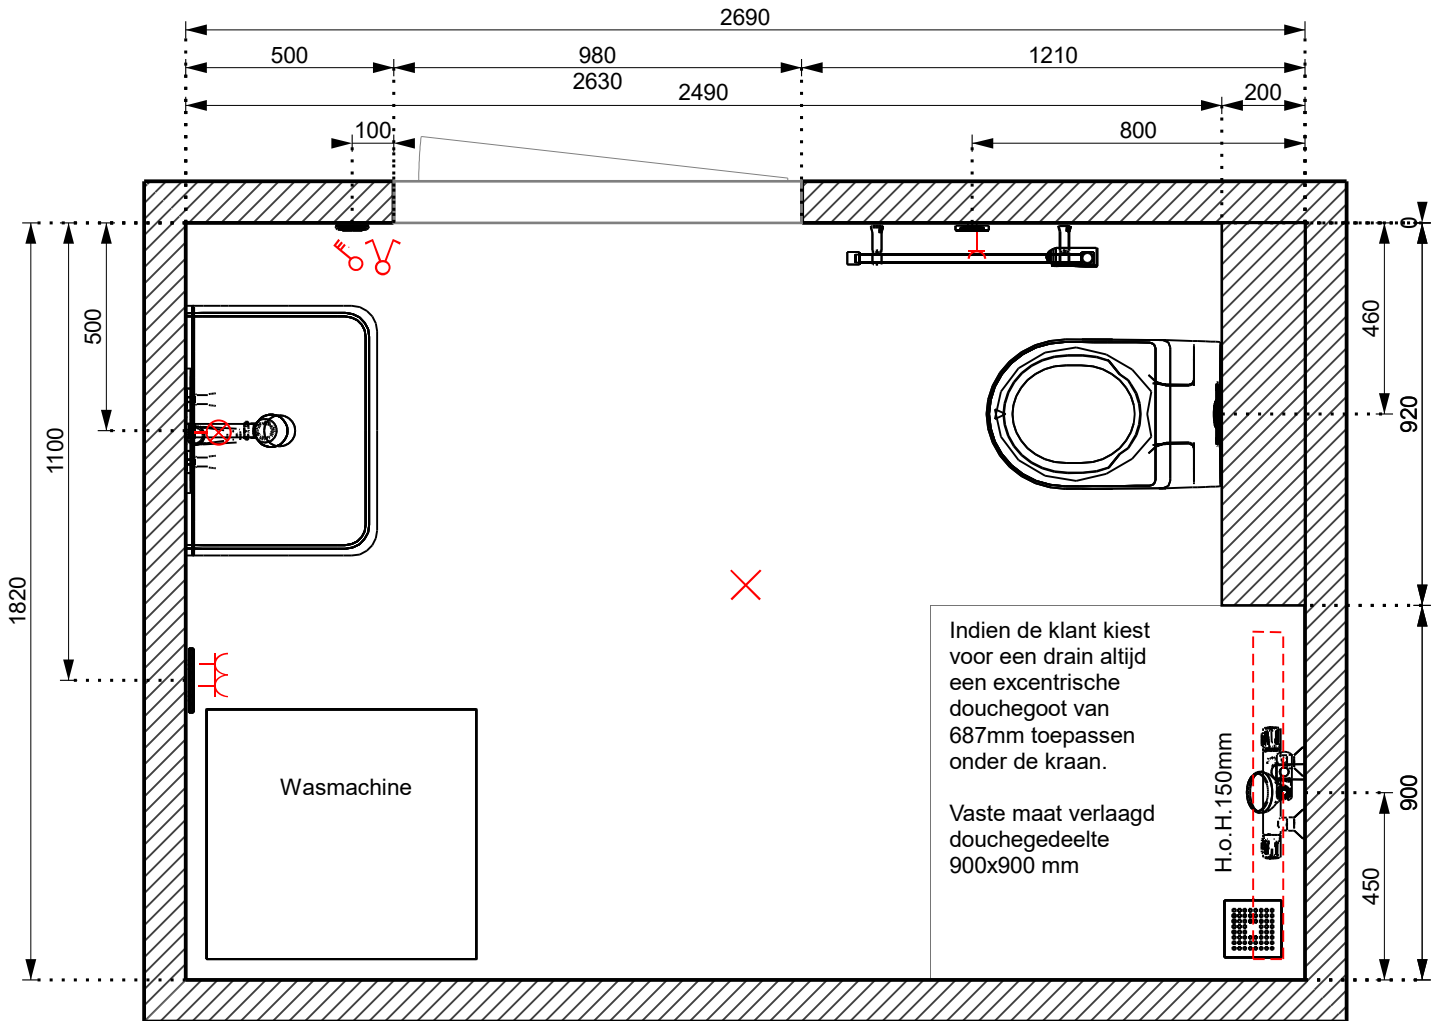 2690
500
980
1210
2630
2490
200
100
800
0
460
500
920
1100
1820
Indien de klant kiest
voor een drain altijd
een excentrische
douchegoot van
687mm toepassen
onder de kraan.
Vaste maat verlaagd
douchegedeelte
900x900 mm
H.o.H.150mm
Wasmachine
900
450